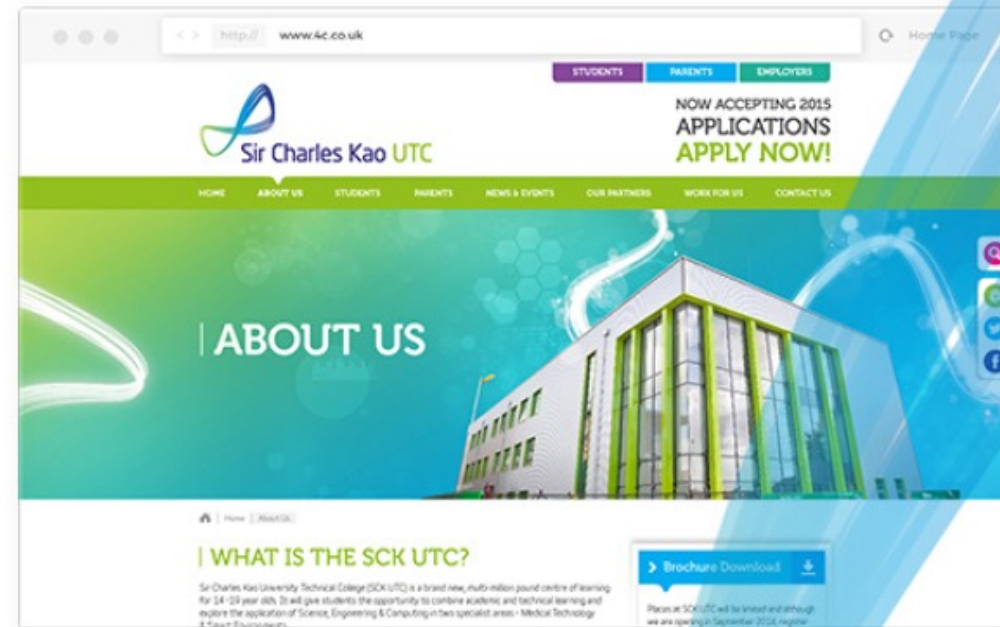 http:// www.4c.co.uk
Home Page
STUDENTS PARENTS EMPLOYERS
NOW ACCEPTING 2015
APPLICATIONS
APPLY NOW!
Sir Charles Kao UTC
HOME ABOUT US STUDENTS PARENTS NEWS & EVENTS OUR PARTNERS WORK FOR US CONTACT US
ABOUT US
Home About Us
WHAT IS THE SCK UTC?
Sir Charles Kao University Technical College (SCK UTC) is a brand new, multi-million pound centre of learning
for 14 -19 year olds. It will give students the opportunity to combine academic and technical learning and
explore the application of Science, Engineering & Computing in two specialist areas - Medical Technology
& Smart Environments.
Brochure Download
Places at SCK UTC will be limited and although
we are opening in September 2014, register